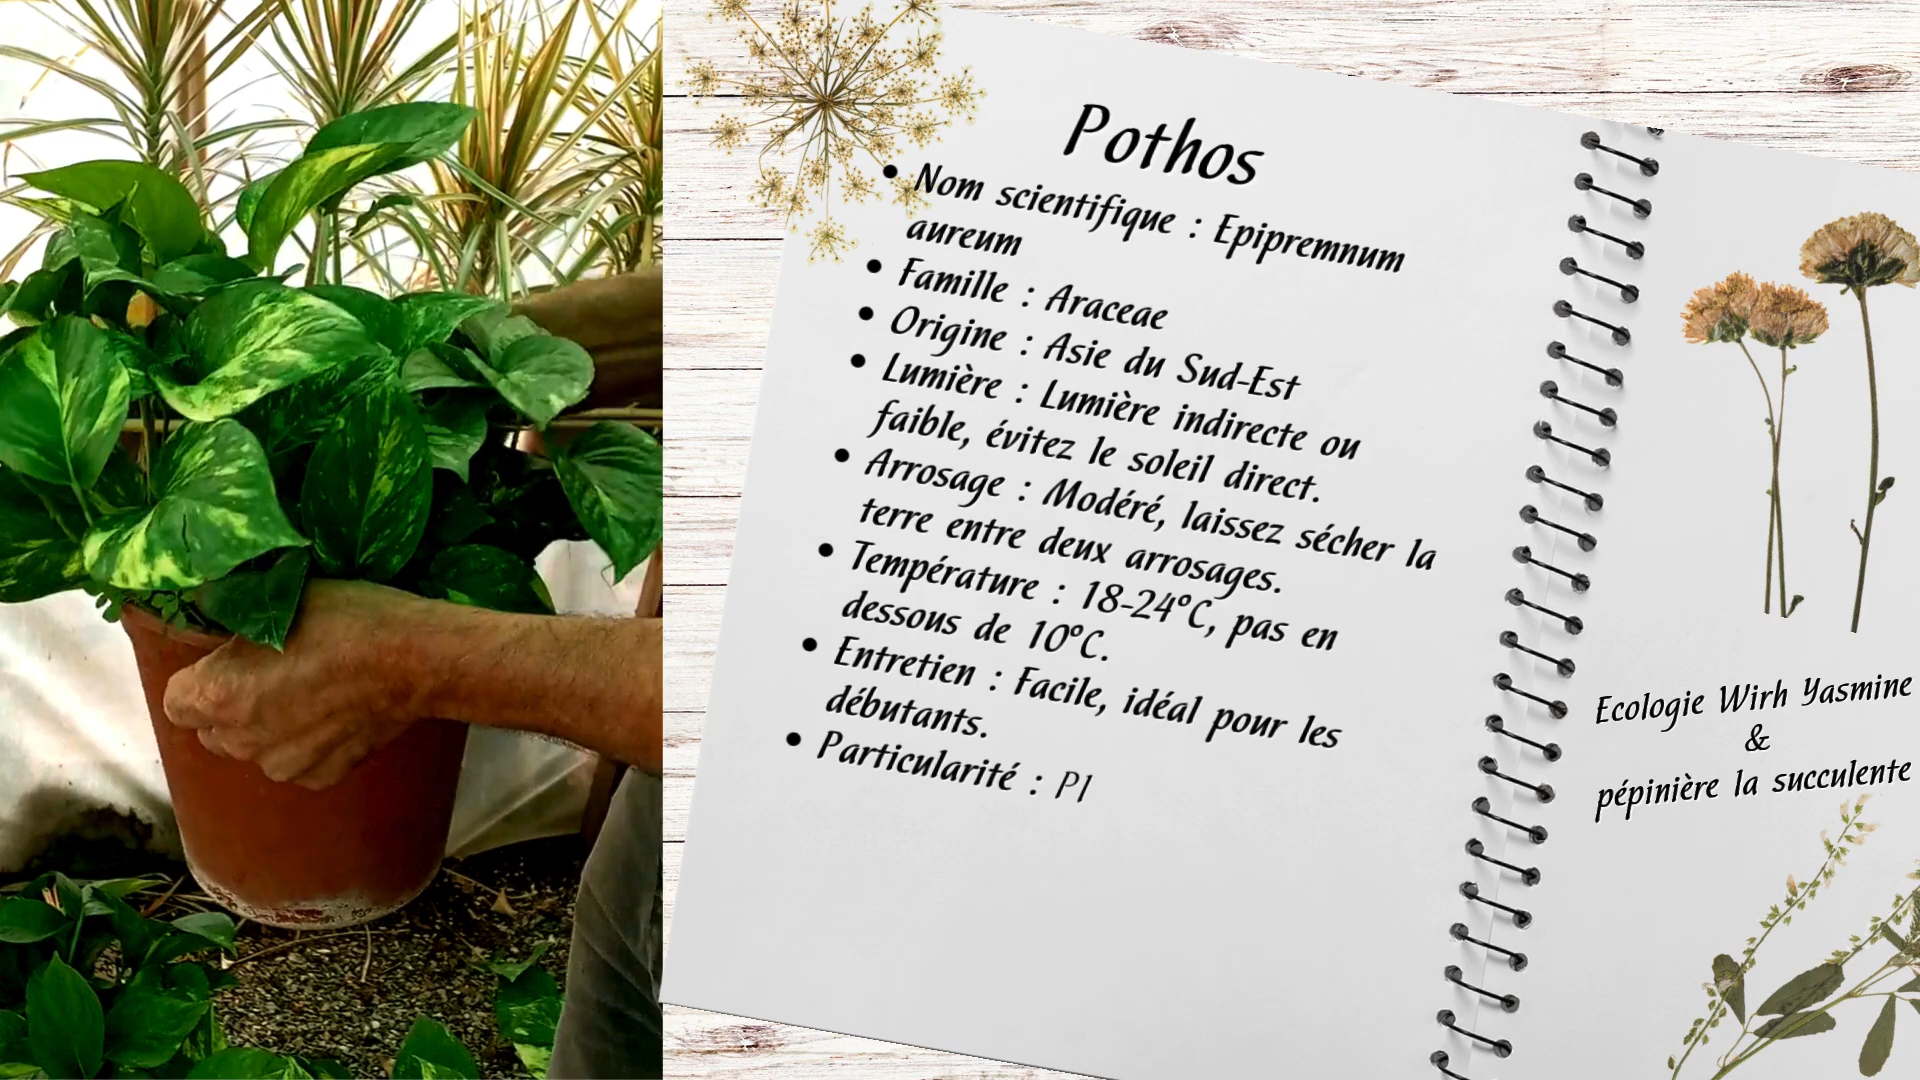 Pothos
• Nom scientifique : Epipremnum
aureum
• Famille : Araceae
• Origine : Asie du Sud-Est
• Lumière : Lumière indirecte ou
faible, évitez le soleil direct.
• Arrosage : Modéré, laissez sécher la
terre entre deux arrosages.
• Température : 18-24°C, pas en
dessous de 10°C.
• Entretien : Facile, idéal pour les
débutants.
• Particularité : Pl
Ecologie Wirh Yasmine
&
pépinière la succulente